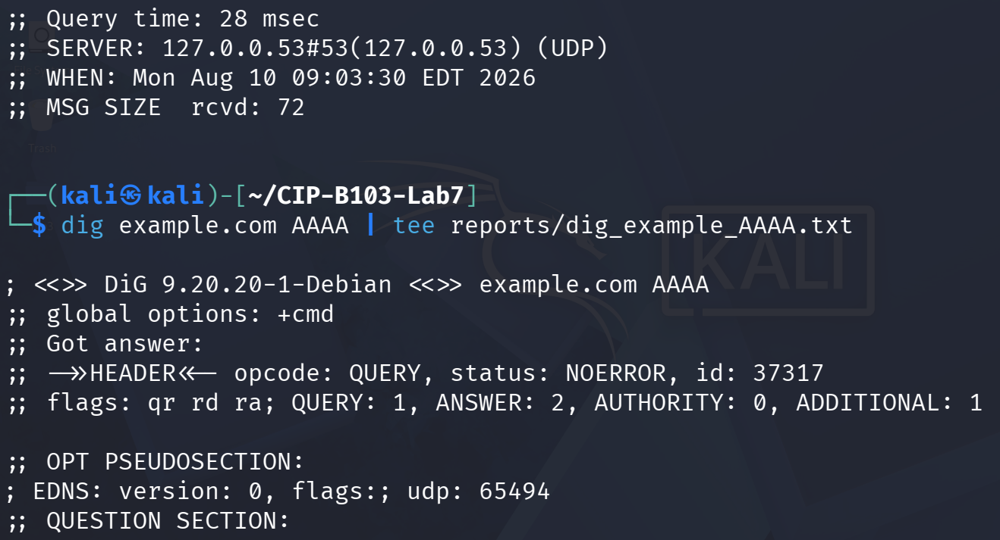 ;; Query time: 28 msec
;; SERVER: 127.0.0.53#53(127.0.0.53) (UDP)
;; WHEN: Mon Aug 10 09:03:30 EDT 2026
;; MSG SIZE  rcvd: 72
Trash
┌──(kali㉿kali)-[~/CIP-B103-Lab7]
└─$ dig example.com AAAA | tee reports/dig_example_AAAA.txt
KALI
; <<>> DiG 9.20.20-1-Debian <<>> example.com AAAA
;; global options: +cmd
;; Got answer:
;; ->>HEADER<<- opcode: QUERY, status: NOERROR, id: 37317
;; flags: qr rd ra; QUERY: 1, ANSWER: 2, AUTHORITY: 0, ADDITIONAL: 1
;; OPT PSEUDOSECTION:
; EDNS: version: 0, flags:; udp: 65494
;; QUESTION SECTION: